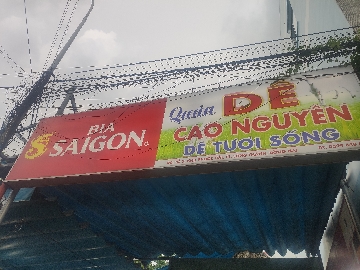 BIA
SAIGON
Quán DÊ
CAO NGUYÊN
DÊ TƯƠI SỐNG